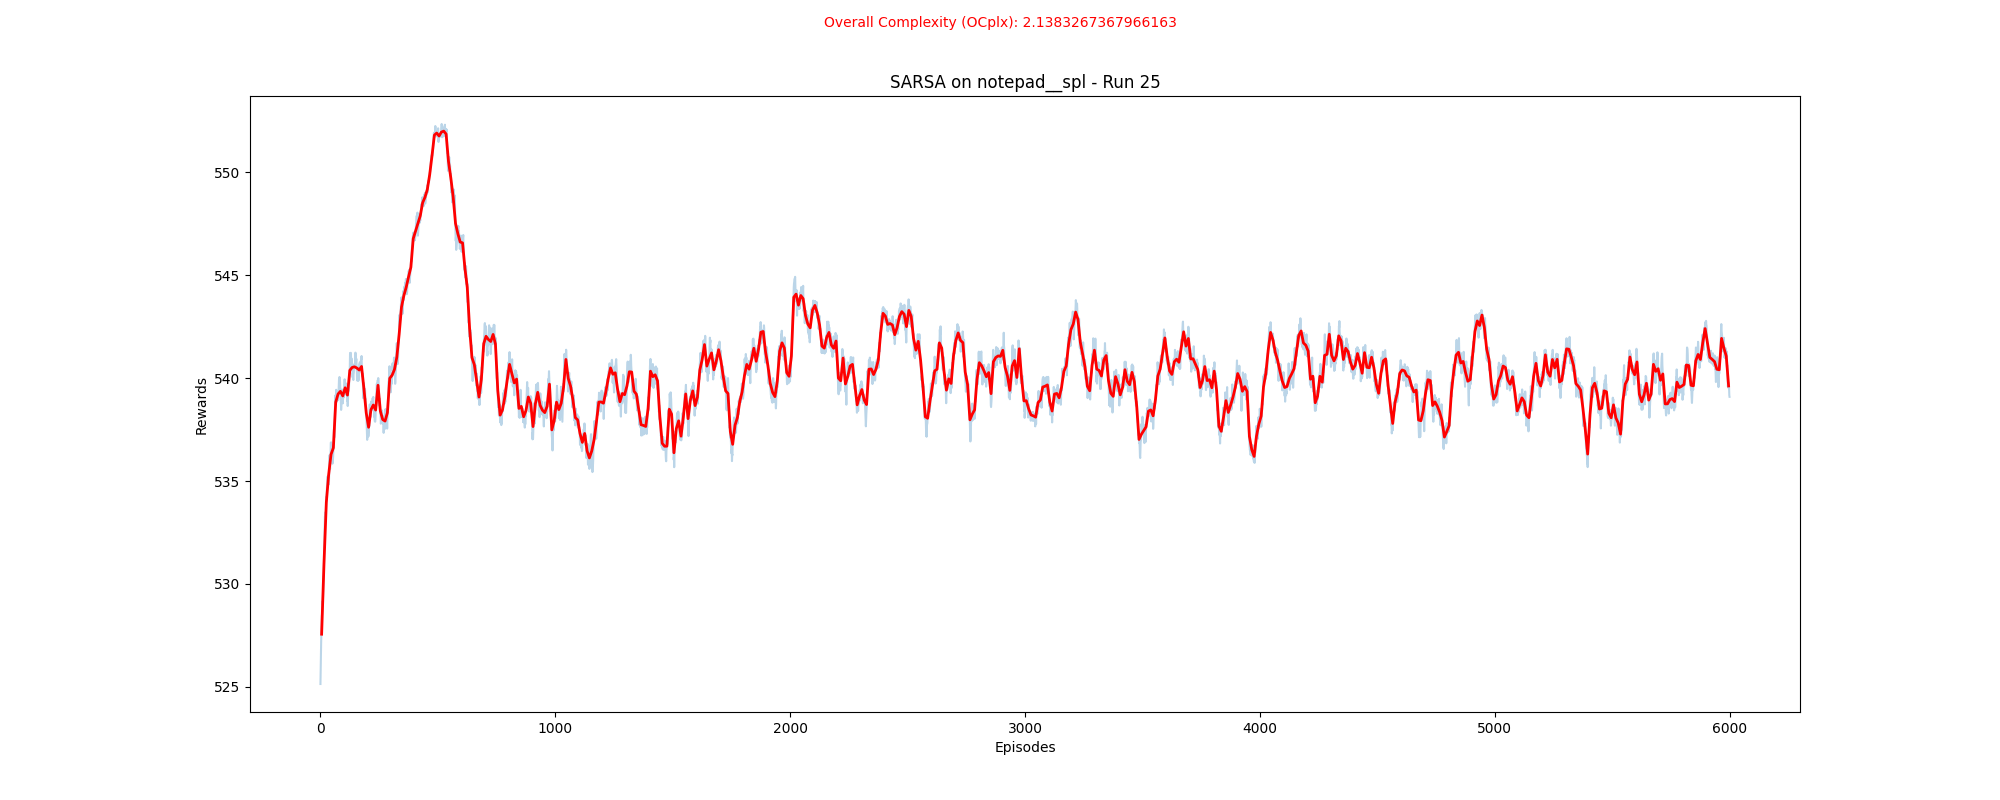 Overall Complexity (OCplx): 2.1383267367966163
SARSA on notepad__spl - Run 25
Rewards
550
545
540
535
530
525
0 1000 2000 3000 4000 5000 6000
Episodes